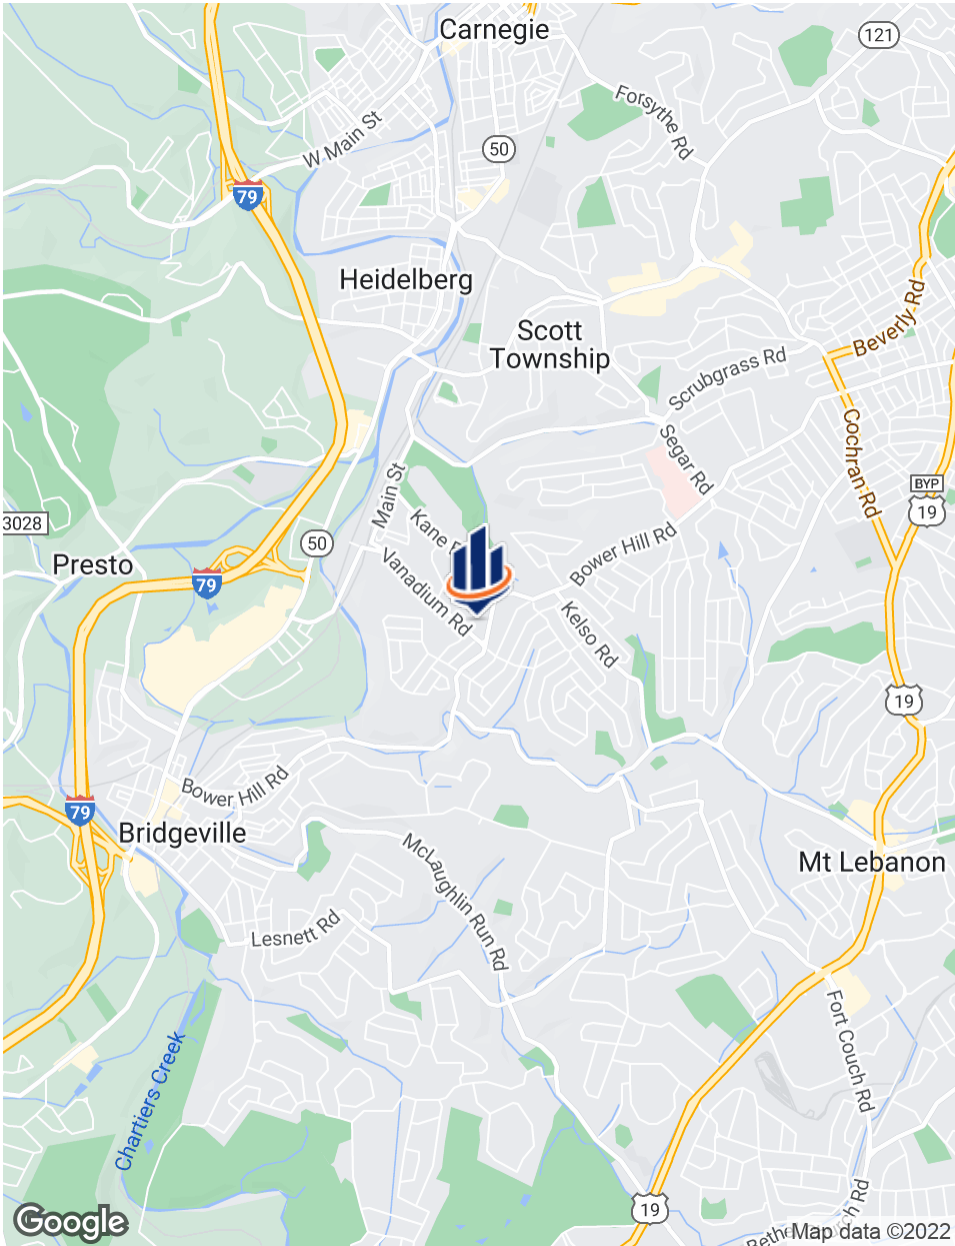 Carnegie
121
Forsythe Rd
W Main St
50
79
Heidelberg
Beverly Rd
Scott
Township
Scrubgrass Rd
Cochran Rd
Segar Rd
Main St
BYP
19
3028
Kane
50
Bower Hill Rd
Presto
79
Vanadium Rd
Kelso Rd
19
Bower Hill Rd
79
Bridgeville
McLaughlin Run Rd
Mt Lebanon
Lesnett Rd
Fort Couch Rd
Chartiers Creek
19
Google
Map data ©2022